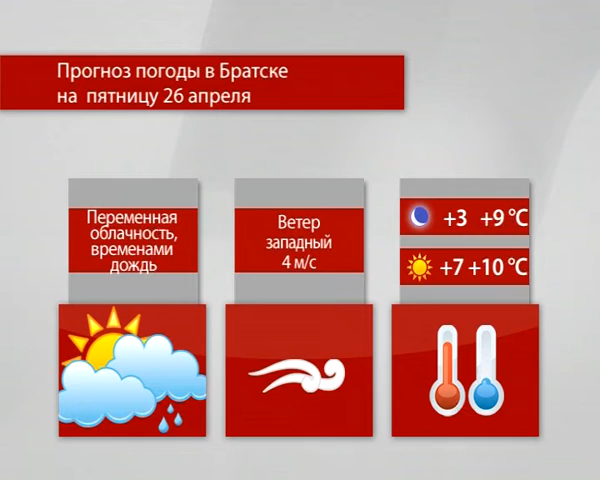 Прогноз погоды в Братске
на пятницу 26 апреля
Переменная
облачность,
временами
дождь
Ветер
западный
4 м/с
+3 +9 °С
+7 +10 °С